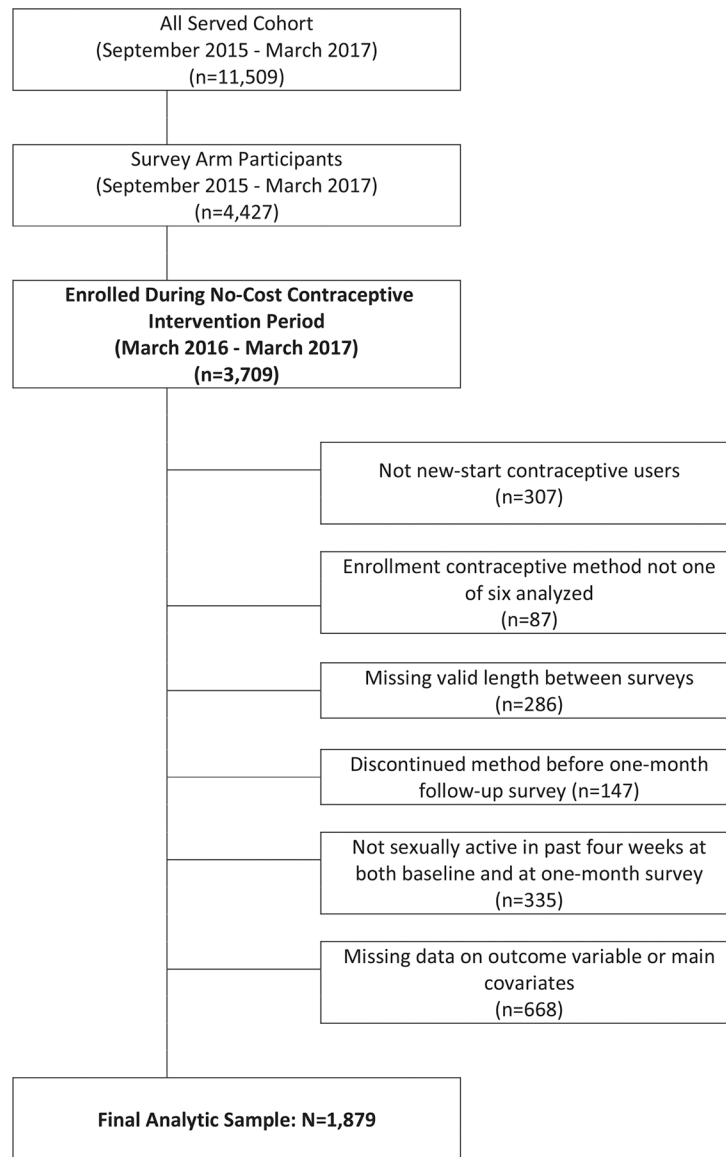 All Served Cohort
(September 2015 - March 2017)
(n=11,509)
Survey Arm Participants
(September 2015 - March 2017)
(n=4,427)
Enrolled During No-Cost Contraceptive
Intervention Period
(March 2016 - March 2017)
(n=3,709)
Not new-start contraceptive users
(n=307)
Enrollment contraceptive method not one
of six analyzed
(n=87)
Missing valid length between surveys
(n=286)
Discontinued method before one-month
follow-up survey (n=147)
Not sexually active in past four weeks at
both baseline and at one-month survey
(n=335)
Missing data on outcome variable or main
covariates
(n=668)
Final Analytic Sample: N=1,879